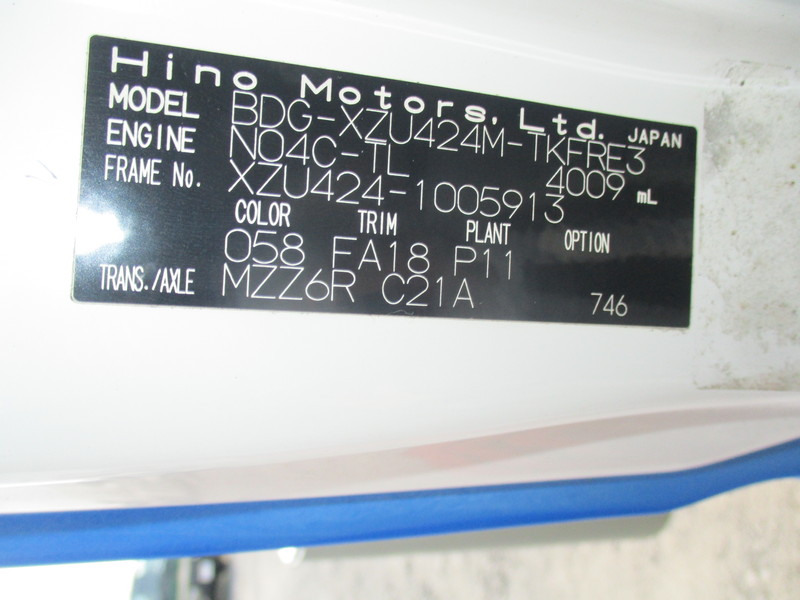 Hino Motors, Ltd. JAPAN
MODEL BDG-XZU424M-TKFRE3
ENGINE N04C-TL 4009 mL
FRAME No. XZU424-1005913
COLOR TRIM PLANT OPTION
058 FA18 P11
TRANS./AXLE MZZ6R C21A 746